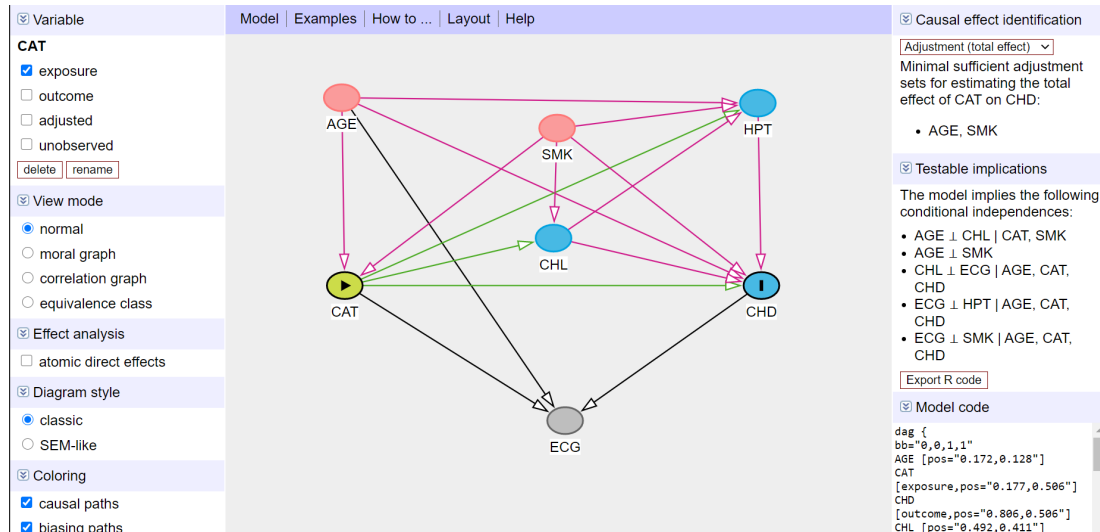 Variable
CAT
exposure
outcome
adjusted
unobserved
delete rename
View mode
normal
moral graph
correlation graph
equivalence class
Effect analysis
atomic direct effects
Diagram style
classic
SEM-like
Coloring
causal paths
biasing paths
Model | Examples | How to ... | Layout | Help
AGE
SMK
HPT
CHL
CAT
CHD
ECG
Causal effect identification
Adjustment (total effect)
Minimal sufficient adjustment
sets for estimating the total
effect of CAT on CHD:
• AGE, SMK
Testable implications
The model implies the following
conditional independences:
• AGE ⊥ CHL | CAT, SMK
• AGE ⊥ SMK
• CHL ⊥ ECG | AGE, CAT,
CHD
• ECG ⊥ HPT | AGE, CAT,
CHD
• ECG ⊥ SMK | AGE, CAT,
CHD
Export R code
Model code
dag {
bb="0,0,1,1"
AGE [pos="0.172,0.128"]
CAT
[exposure,pos="0.177,0.506"]
CHD
[outcome,pos="0.806,0.506"]
CHL [pos="0.492,0.411"]